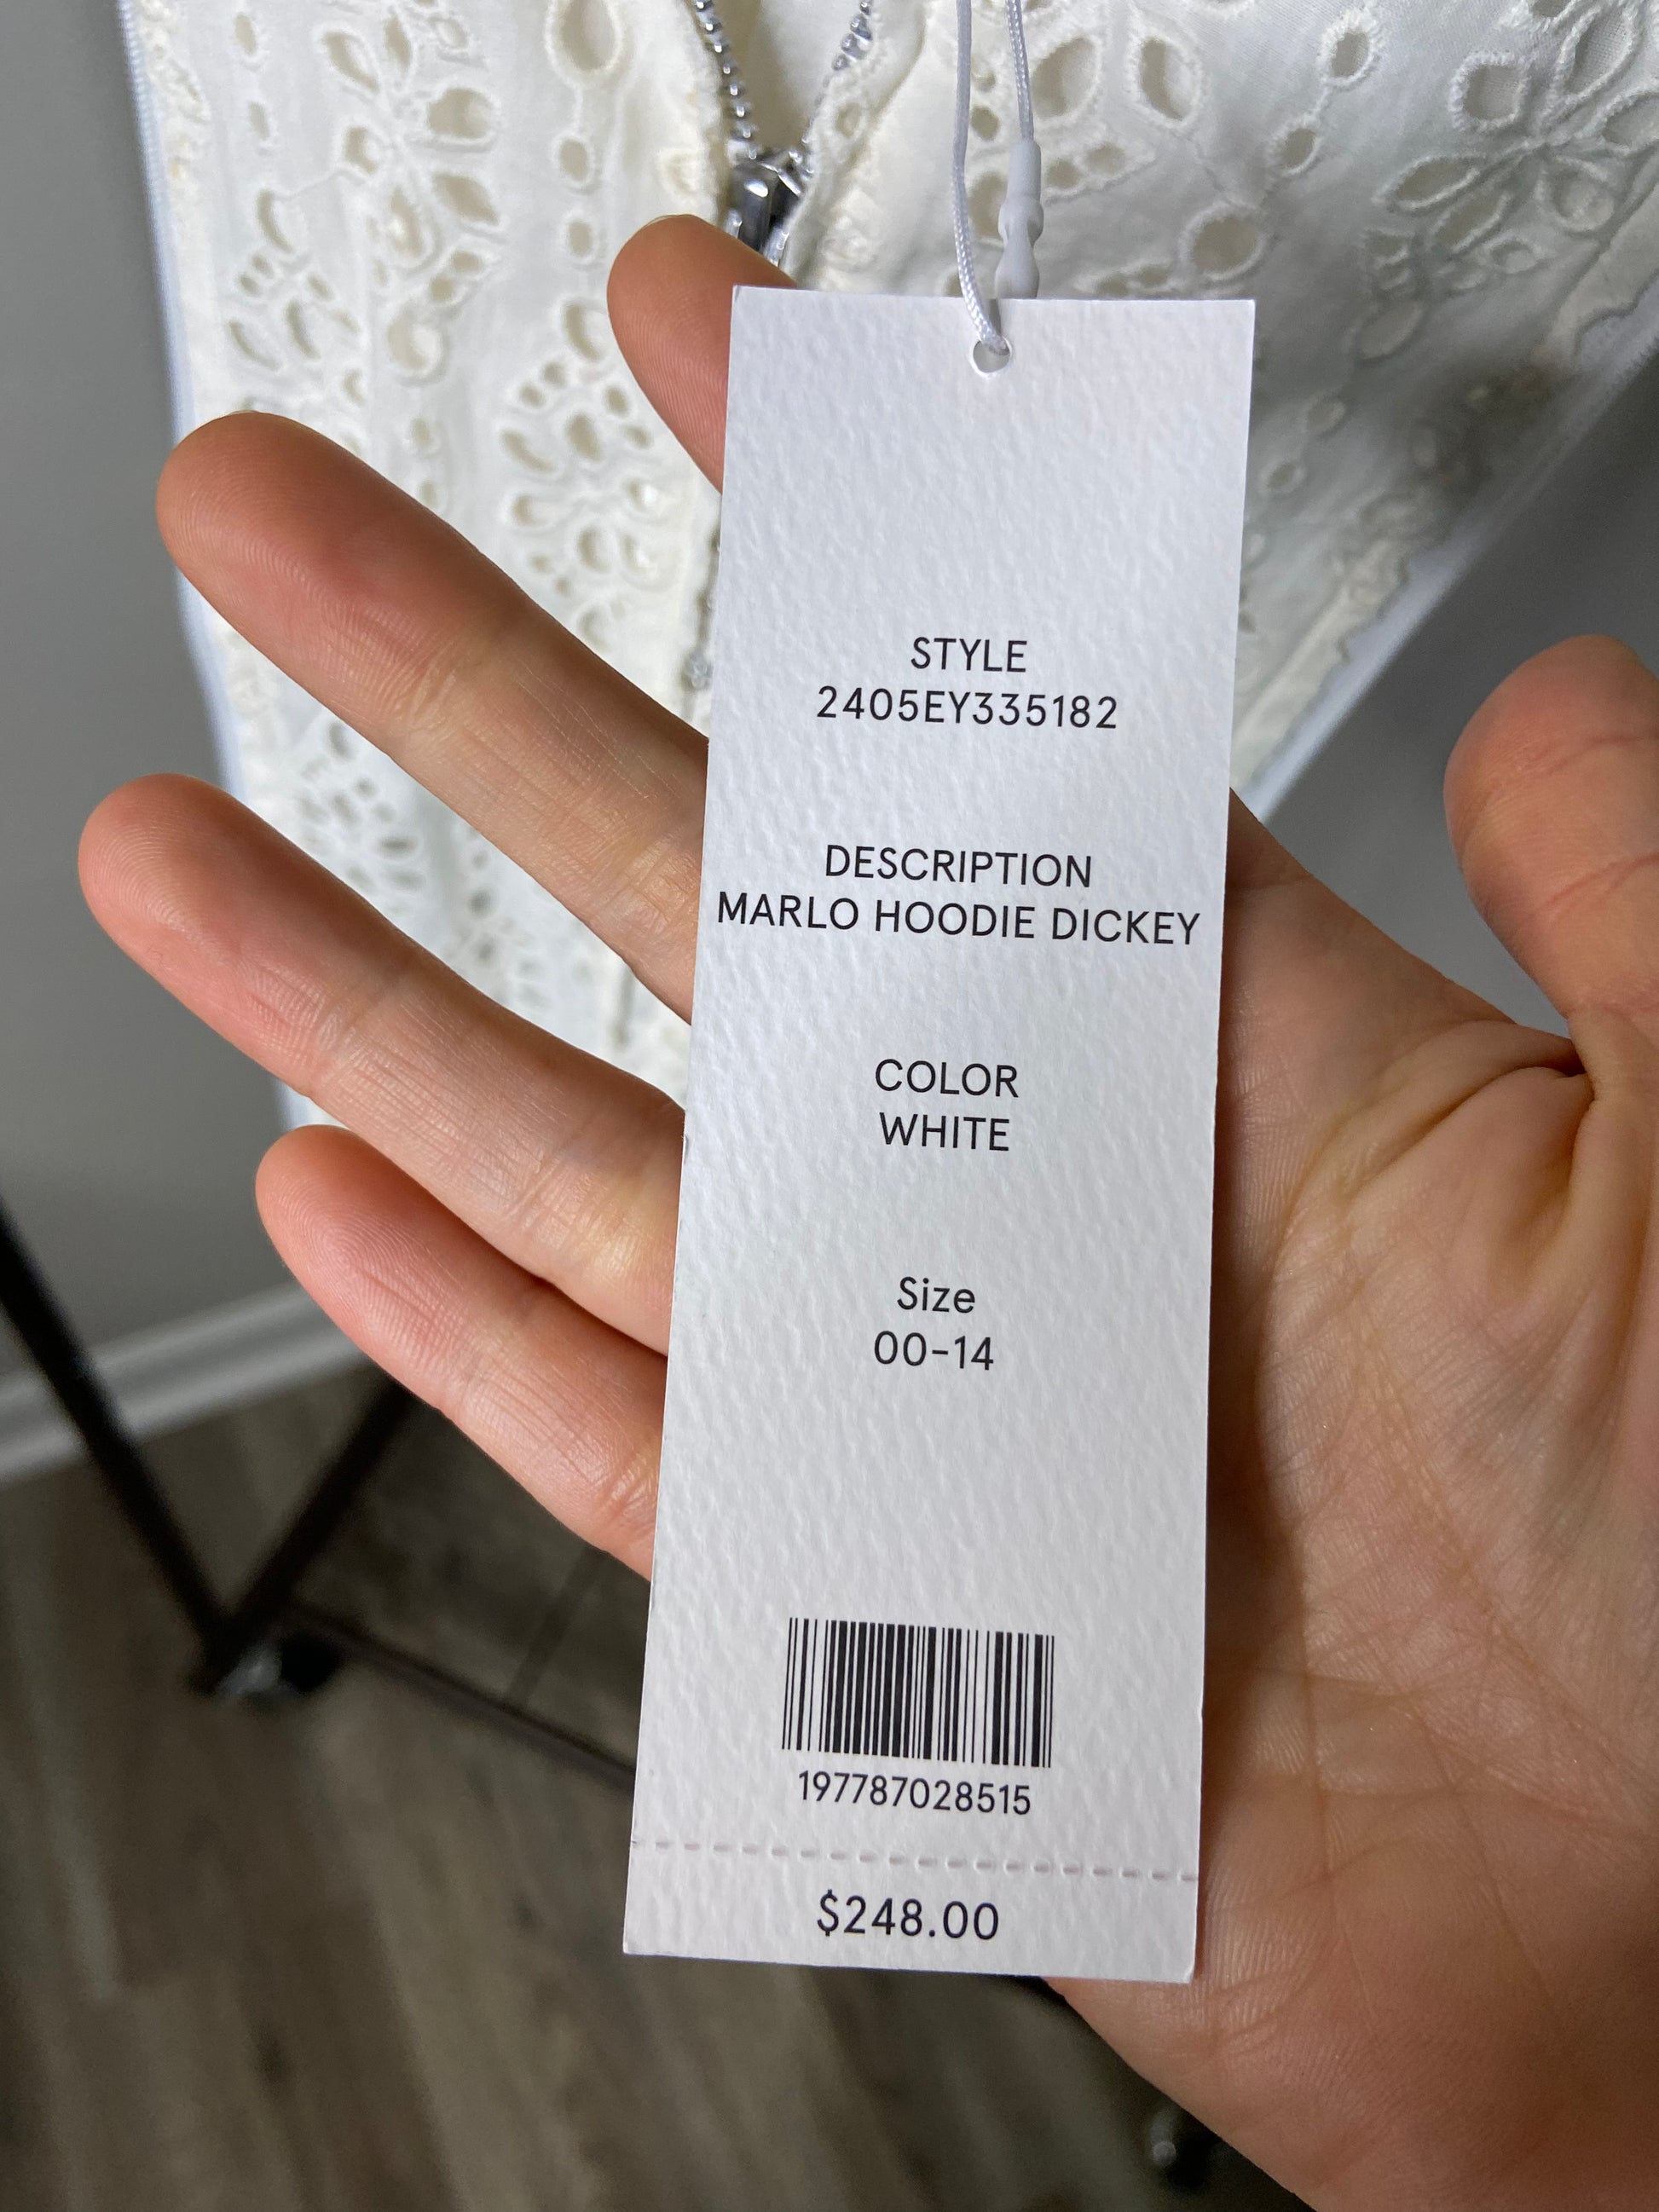 STYLE
2405EY335182
DESCRIPTION
MARLO HOODIE DICKEY
COLOR
WHITE
Size
00-14
197787028515
$248.00